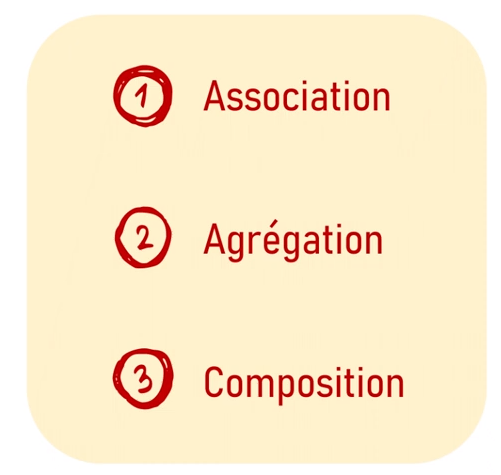 1 Association
2 Agrégation
3 Composition